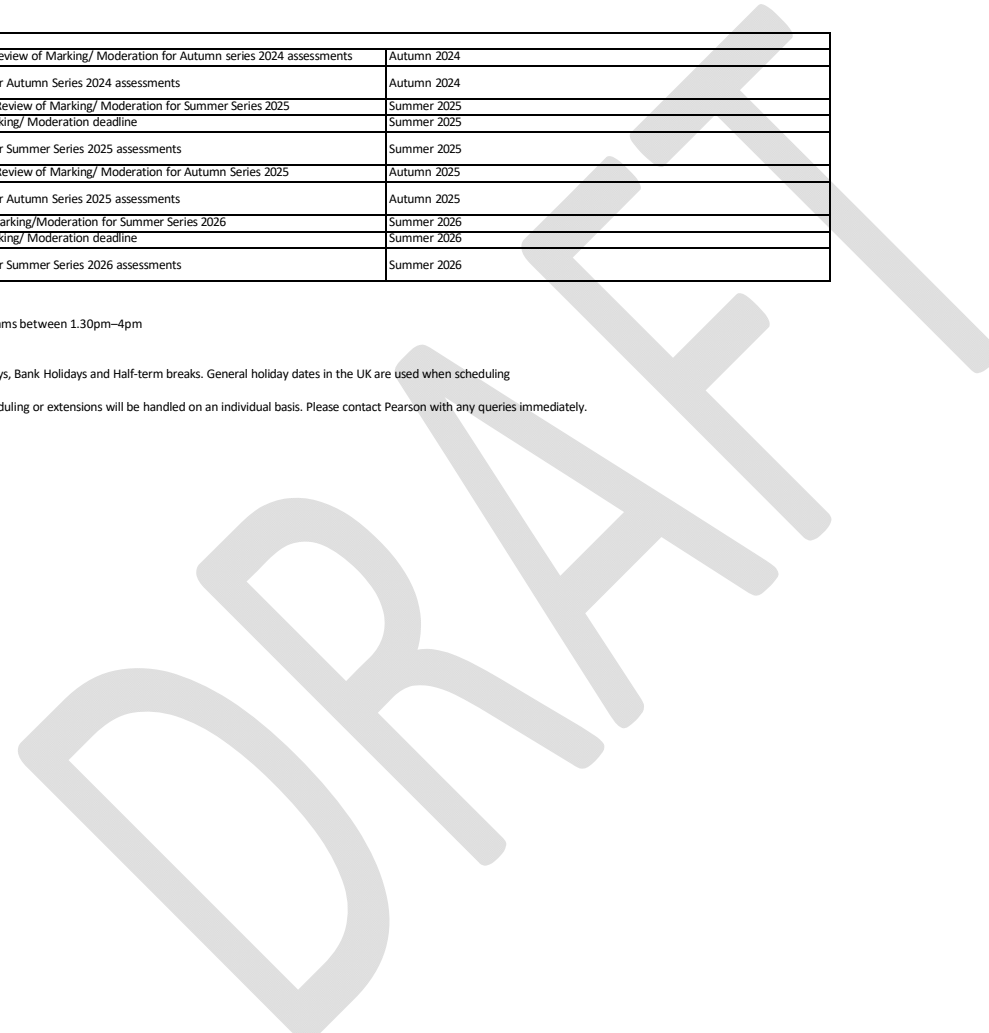 eview of Marking/ Moderation for Autumn series 2024 assessments Autumn 2024
r Autumn Series 2024 assessments Autumn 2024
Review of Marking/ Moderation for Summer Series 2025 Summer 2025
king/ Moderation deadline Summer 2025
r Summer Series 2025 assessments Summer 2025
Review of Marking/ Moderation for Autumn Series 2025 Autumn 2025
r Autumn Series 2025 assessments Autumn 2025
arking/Moderation for Summer Series 2026 Summer 2026
king/ Moderation deadline Summer 2026
r Summer Series 2026 assessments Summer 2026
ams between 1.30pm–4pm
ys, Bank Holidays and Half-term breaks. General holiday dates in the UK are used when scheduling
duling or extensions will be handled on an individual basis. Please contact Pearson with any queries immediately.
DRAFT